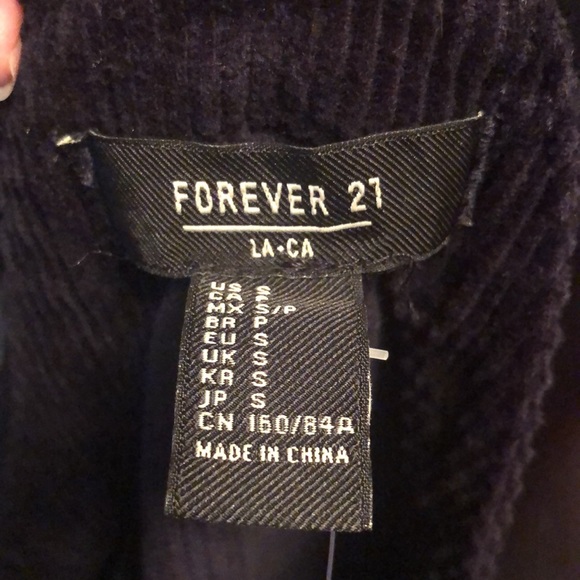 FOREVER 21
LA•CA
US S
CA
MX S/P
BR P
EU S
UK S
KR S
JP S
CN 160/84A
MADE IN CHINA